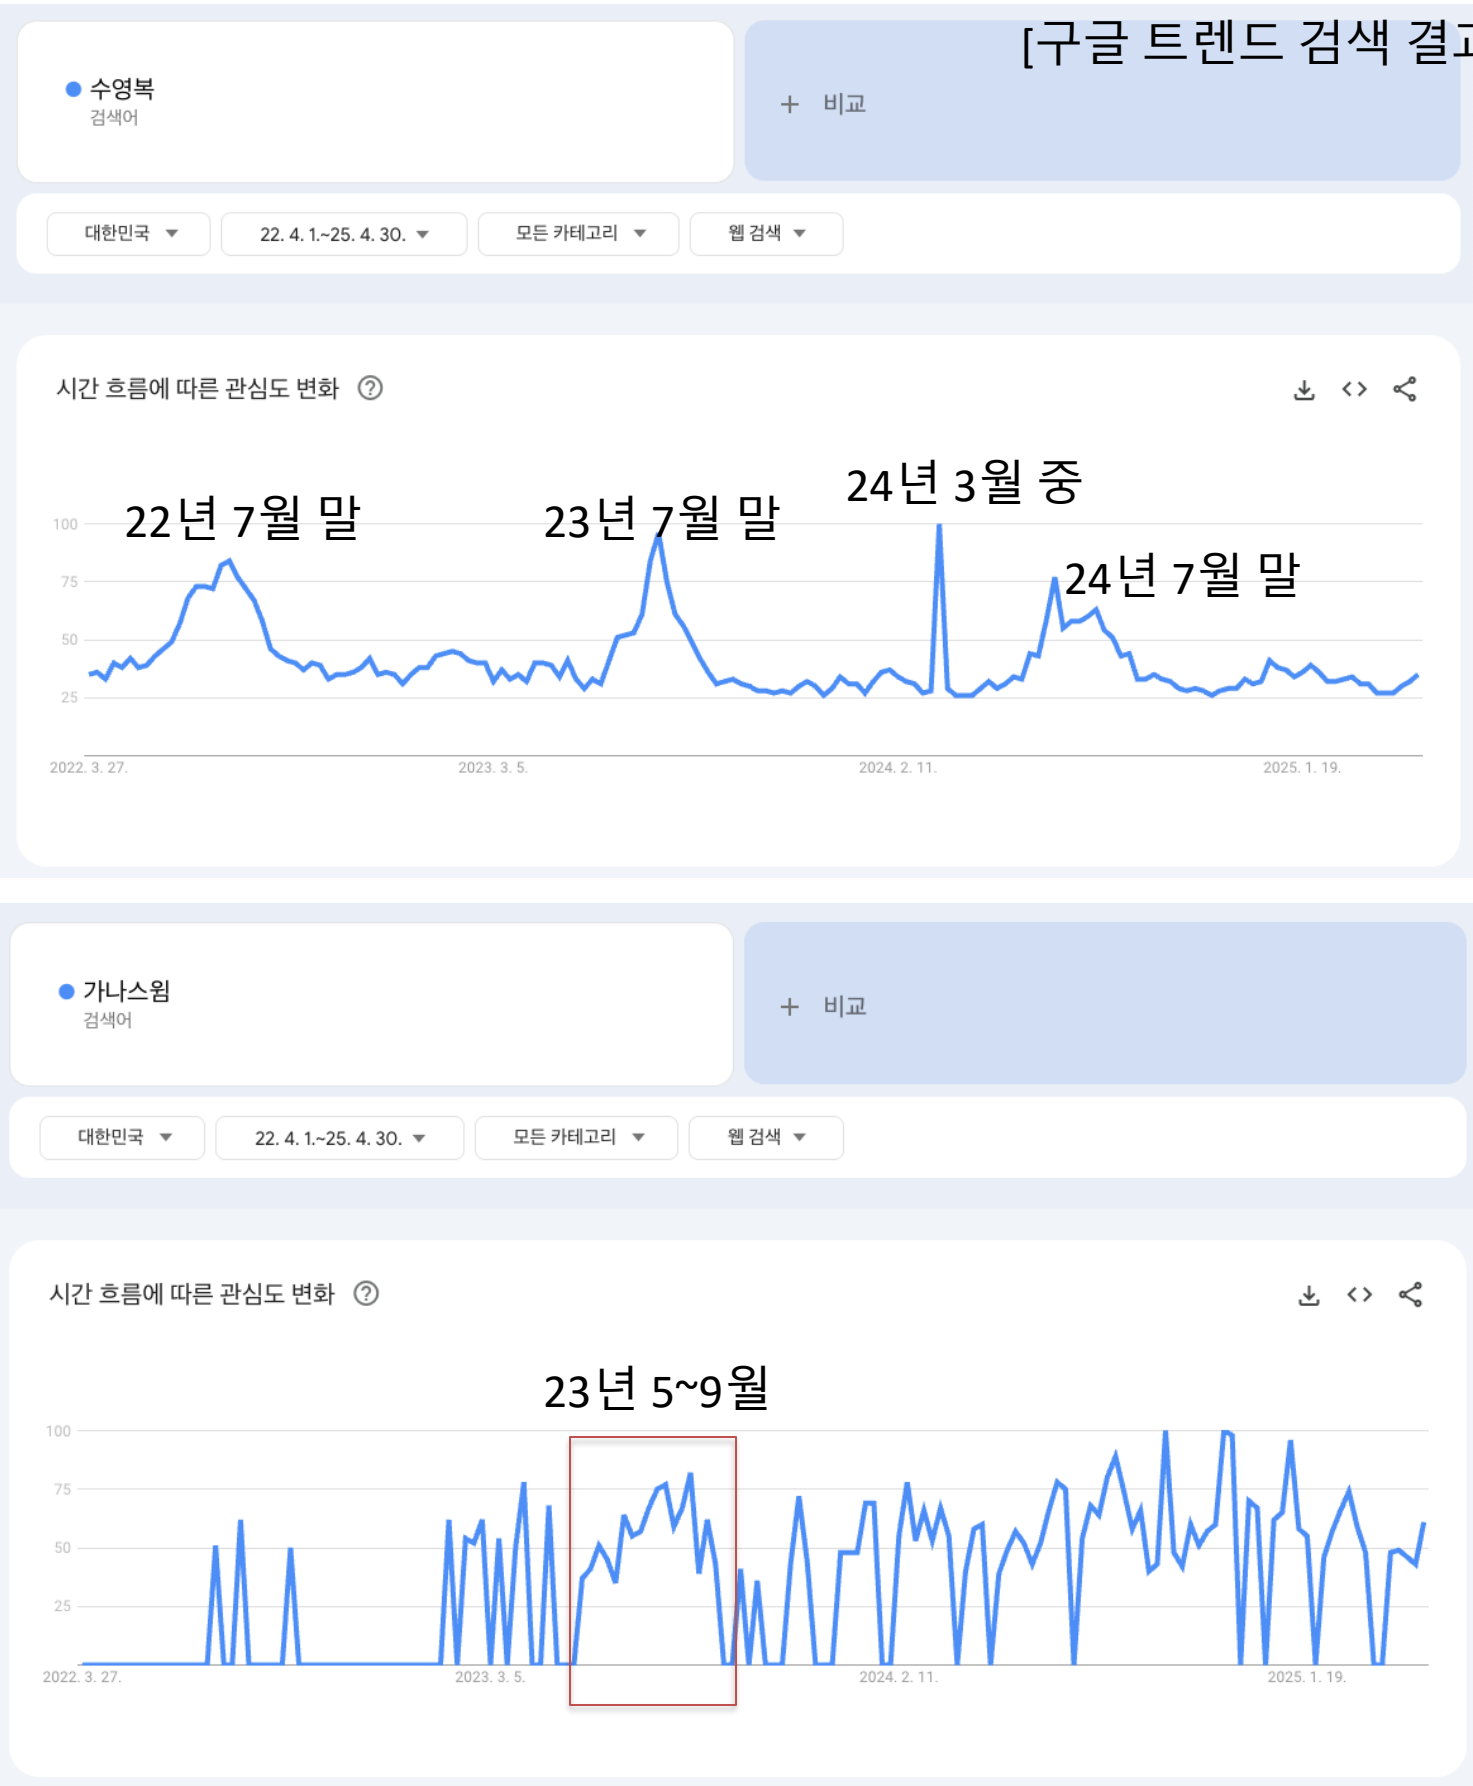 [구글 트렌드 검색 결
수영복
검색어
+ 비교
대한민국
22. 4. 1.~25. 4. 30.
모든 카테고리
웹 검색
시간 흐름에 따른 관심도 변화
24년 3월 중
22년 7월 말
23년 7월 말
24년 7월 말
100
75
50
25
2022. 3. 27.
2023. 3. 5.
2024. 2. 11.
2025. 1. 19.
가나스윔
검색어
+ 비교
대한민국
22. 4. 1.~25. 4. 30.
모든 카테고리
웹 검색
시간 흐름에 따른 관심도 변화
23년 5~9월
100
75
50
25
2022. 3. 27.
2023. 3. 5.
2024. 2. 11.
2025. 1. 19.